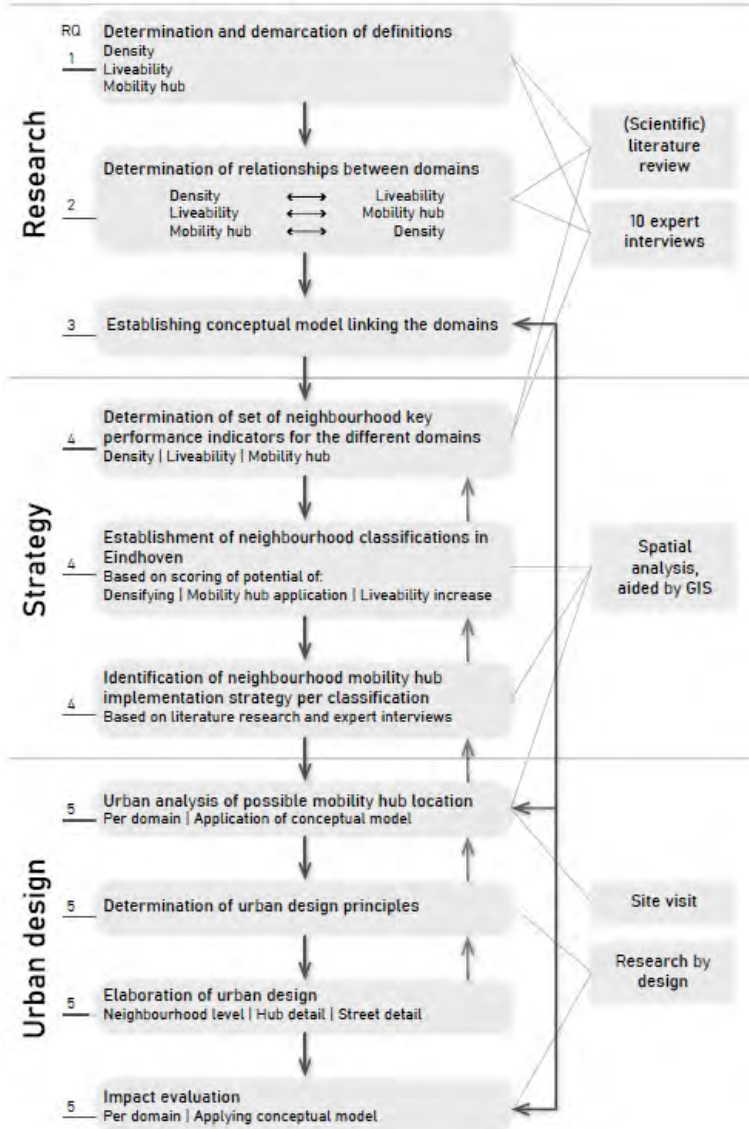 RQ
Research
1
Determination and demarcation of definitions
Density
Liveability
Mobility hub
2
Determination of relationships between domains
Density ↔ Liveability
Liveability ↔ Mobility hub
Mobility hub ↔ Density
3
Establishing conceptual model linking the domains
(Scientific)
literature
review
10 expert
interviews
Strategy
4
Determination of set of neighbourhood key
performance indicators for the different domains
Density | Liveability | Mobility hub
4
Establishment of neighbourhood classifications in
Eindhoven
Based on scoring of potential of:
Densifying | Mobility hub application | Liveability increase
4
Identification of neighbourhood mobility hub
implementation strategy per classification
Based on literature research and expert interviews
Spatial
analysis,
aided by GIS
Urban design
5
Urban analysis of possible mobility hub location
Per domain | Application of conceptual model
5
Determination of urban design principles
5
Elaboration of urban design
Neighbourhood level | Hub detail | Street detail
5
Impact evaluation
Per domain | Applying conceptual model
Site visit
Research by
design